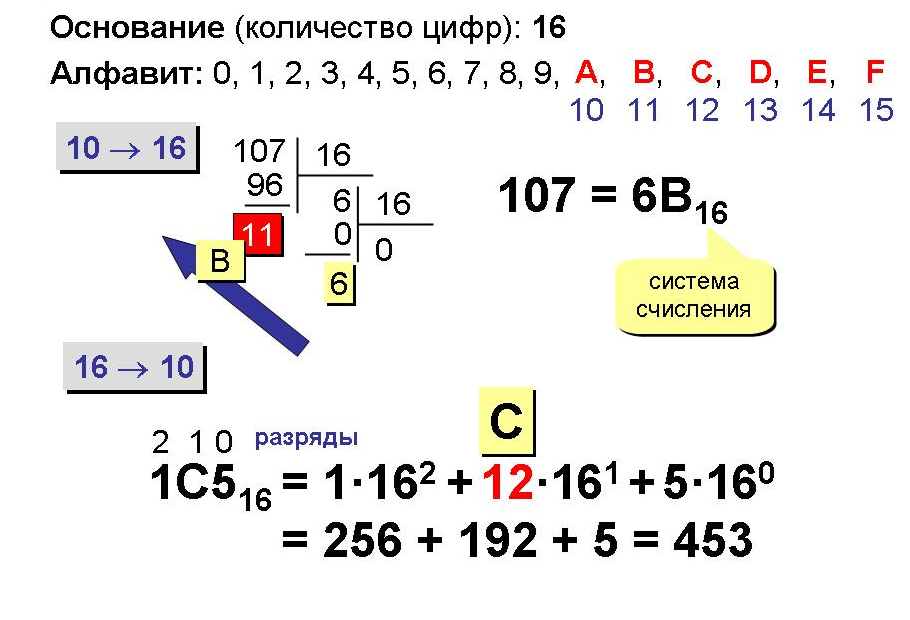 Основание (количество цифр): 16
Алфавит: 0, 1, 2, 3, 4, 5, 6, 7, 8, 9, A, B, C, D, E, F
10 11 12 13 14 15
10 → 16
107 16
96
6 16
11
0 0
B
6
107 = 6B₁₆
система
счисления
16 → 10
C
2 1 0 разряды
1C5₁₆ = 1·16² + 12·16¹ + 5·16⁰
= 256 + 192 + 5 = 453